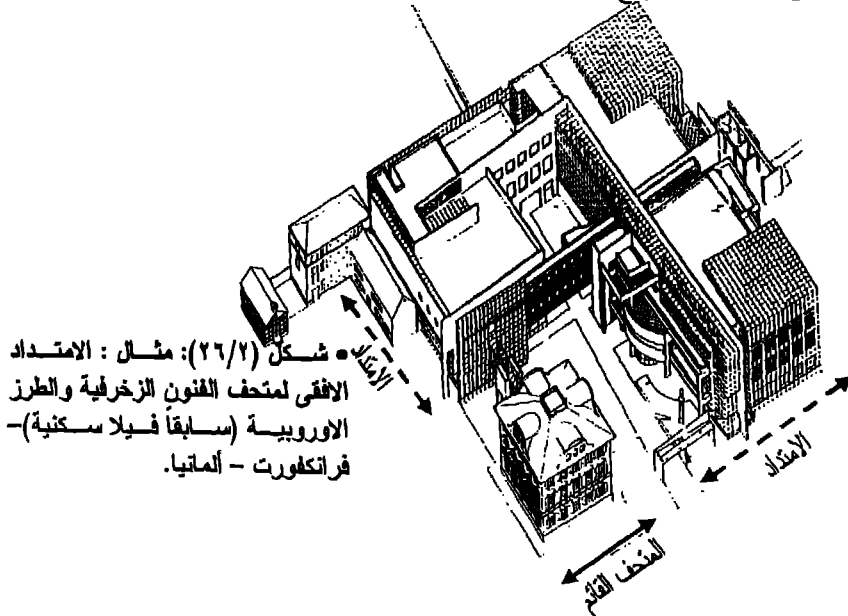 • شكل (٢٦/٢): مثال : الامتداد
الافقى لمتحف الفنون الزخرفية والطرز
الاوروبية (سابقاً فيلا سكنية)-
فرانكفورت - ألمانيا.
الامتداد
الامتداد
المتحف القائم